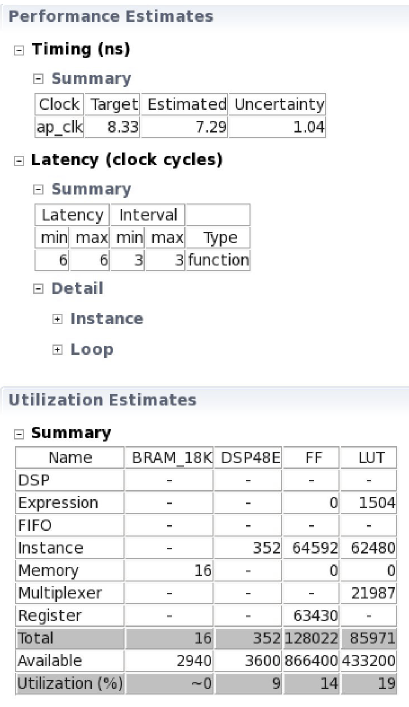 Performance Estimates
Timing (ns)
Summary
Clock Target Estimated Uncertainty
ap_clk 8.33 7.29 1.04
Latency (clock cycles)
Summary
Latency Interval
min max min max Type
6 6 3 3 function
Detail
Instance
Loop
Utilization Estimates
Summary
Name BRAM_18K DSP48E FF LUT
DSP - - - -
Expression - - 0 1504
FIFO - - - -
Instance - 352 64592 62480
Memory 16 - 0 0
Multiplexer - - - 21987
Register - - 63430 -
Total 16 352 128022 85971
Available 2940 3600 866400 433200
Utilization (%) ~0 9 14 19